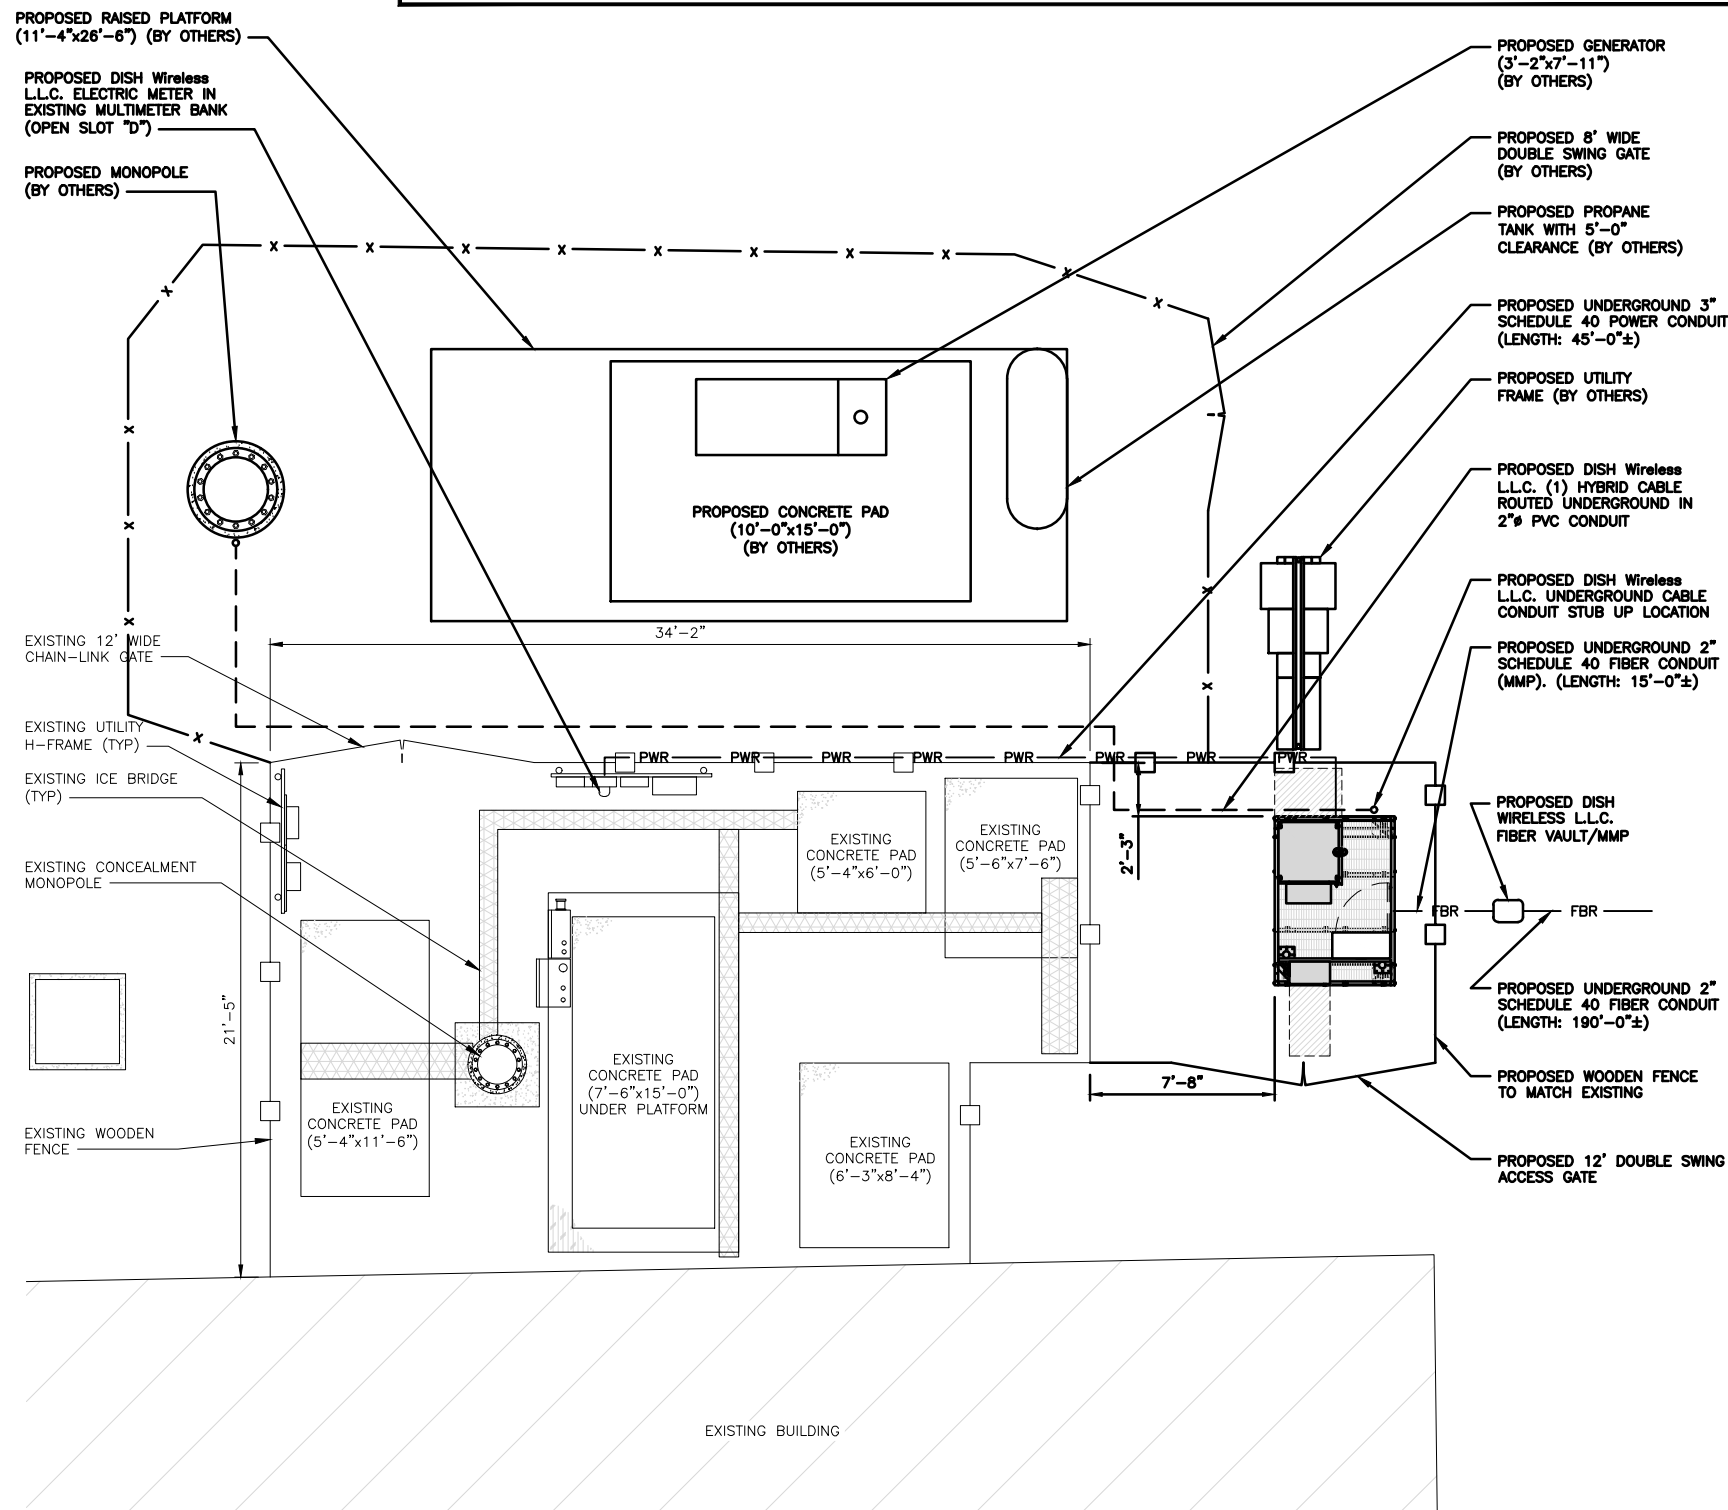 PROPOSED RAISED PLATFORM
(11'-4"x26'-6") (BY OTHERS)
PROPOSED DISH Wireless
L.L.C. ELECTRIC METER IN
EXISTING MULTIMETER BANK
(OPEN SLOT "D")
PROPOSED MONOPOLE
(BY OTHERS)
EXISTING 12' WIDE
CHAIN-LINK GATE
EXISTING UTILITY
H-FRAME (TYP)
EXISTING ICE BRIDGE
(TYP)
EXISTING CONCEALMENT
MONOPOLE
EXISTING WOODEN
FENCE
PROPOSED GENERATOR
(3'-2"x7'-11")
(BY OTHERS)
PROPOSED 8' WIDE
DOUBLE SWING GATE
(BY OTHERS)
PROPOSED PROPANE
TANK WITH 5'-0"
CLEARANCE (BY OTHERS)
PROPOSED UNDERGROUND 3"
SCHEDULE 40 POWER CONDUIT
(LENGTH: 45'-0"±)
PROPOSED UTILITY
FRAME (BY OTHERS)
PROPOSED DISH Wireless
L.L.C. (1) HYBRID CABLE
ROUTED UNDERGROUND IN
2"ø PVC CONDUIT
PROPOSED DISH Wireless
L.L.C. UNDERGROUND CABLE
CONDUIT STUB UP LOCATION
PROPOSED UNDERGROUND 2"
SCHEDULE 40 FIBER CONDUIT
(MMP). (LENGTH: 15'-0"±)
PROPOSED DISH
WIRELESS L.L.C.
FIBER VAULT/MMP
PROPOSED UNDERGROUND 2"
SCHEDULE 40 FIBER CONDUIT
(LENGTH: 190'-0"±)
PROPOSED WOODEN FENCE
TO MATCH EXISTING
PROPOSED 12' DOUBLE SWING
ACCESS GATE
X X X X X X X X X X X X X X X X X
PROPOSED CONCRETE PAD
(10'-0"x15'-0")
(BY OTHERS)
34'-2"
PWR PWR PWR PWR PWR PWR PWR PWR
2'-3"
21'-5"
7'-8"
FBR FBR
EXISTING
CONCRETE PAD
(5'-4"x6'-0")
EXISTING
CONCRETE PAD
(5'-6"x7'-6")
EXISTING
CONCRETE PAD
(7'-6"x15'-0")
UNDER PLATFORM
EXISTING
CONCRETE PAD
(5'-4"x11'-6")
EXISTING
CONCRETE PAD
(6'-3"x8'-4")
EXISTING BUILDING